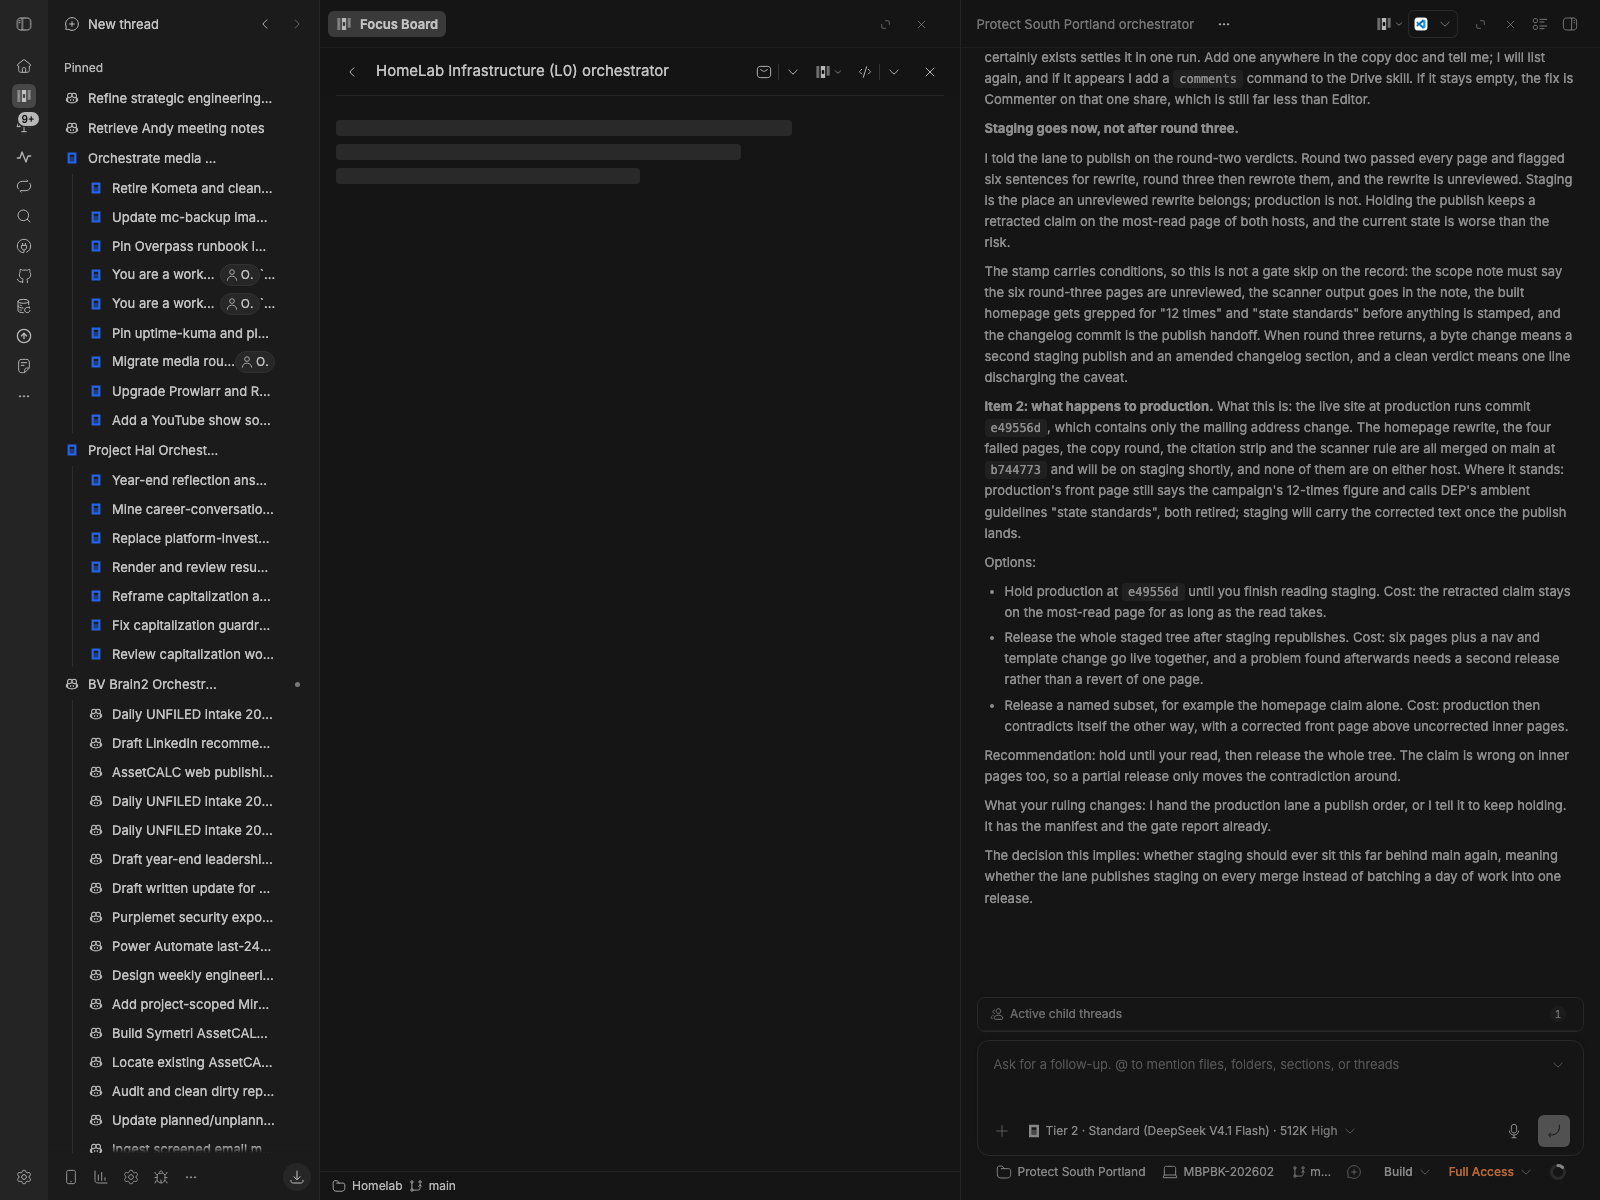 New thread
Pinned
Refine strategic engineering...
Retrieve Andy meeting notes
Orchestrate media ...
Retire Kometa and clean...
Update mc-backup ima...
Pin Overpass runbook i...
You are a work... O. `...
You are a work... O. `...
Pin uptime-kuma and pl...
Migrate media rou... O.
Upgrade Prowlarr and R...
Add a YouTube show so...
Project Hal Orchest...
Year-end reflection ans...
Mine career-conversatio...
Replace platform-invest...
Render and review resu...
Reframe capitalization a...
Fix capitalization guardr...
Review capitalization wo...
BV Brain2 Orchestr...
Daily UNFILED intake 20...
Draft LinkedIn recomme...
AssetCALC web publishi...
Daily UNFILED intake 20...
Daily UNFILED intake 20...
Draft year-end leadershi...
Draft written update for ...
Purplemet security expo...
Power Automate last-24...
Design weekly engineeri...
Add project-scoped Mir...
Build Symetri AssetCAL...
Locate existing AssetCA...
Audit and clean dirty rep...
Update planned/unplann...
Ingest screened email m...
9+
Focus Board
HomeLab Infrastructure (L0) orchestrator
Homelab main
Protect South Portland orchestrator
certainly exists settles it in one run. Add one anywhere in the copy doc and tell me; I will list
again, and if it appears I add a comments command to the Drive skill. If it stays empty, the fix is
Commenter on that one share, which is still far less than Editor.
Staging goes now, not after round three.
I told the lane to publish on the round-two verdicts. Round two passed every page and flagged
six sentences for rewrite, round three then rewrote them, and the rewrite is unreviewed. Staging
is the place an unreviewed rewrite belongs; production is not. Holding the publish keeps a
retracted claim on the most-read page of both hosts, and the current state is worse than the
risk.
The stamp carries conditions, so this is not a gate skip on the record: the scope note must say
the six round-three pages are unreviewed, the scanner output goes in the note, the built
homepage gets grepped for "12 times" and "state standards" before anything is stamped, and
the changelog commit is the publish handoff. When round three returns, a byte change means a
second staging publish and an amended changelog section, and a clean verdict means one line
discharging the caveat.
Item 2: what happens to production. What this is: the live site at production runs commit
e49556d, which contains only the mailing address change. The homepage rewrite, the four
failed pages, the copy round, the citation strip and the scanner rule are all merged on main at
b744773 and will be on staging shortly, and none of them are on either host. Where it stands:
production's front page still says the campaign's 12-times figure and calls DEP's ambient
guidelines "state standards", both retired; staging will carry the corrected text once the publish
lands.
Options:
• Hold production at e49556d until you finish reading staging. Cost: the retracted claim stays
on the most-read page for as long as the read takes.
• Release the whole staged tree after staging republishes. Cost: six pages plus a nav and
template change go live together, and a problem found afterwards needs a second release
rather than a revert of one page.
• Release a named subset, for example the homepage claim alone. Cost: production then
contradicts itself the other way, with a corrected front page above uncorrected inner pages.
Recommendation: hold until your read, then release the whole tree. The claim is wrong on inner
pages too, so a partial release only moves the contradiction around.
What your ruling changes: I hand the production lane a publish order, or I tell it to keep holding.
It has the manifest and the gate report already.
The decision this implies: whether staging should ever sit this far behind main again, meaning
whether the lane publishes staging on every merge instead of batching a day of work into one
release.
Active child threads 1
Ask for a follow-up. @ to mention files, folders, sections, or threads
Tier 2 · Standard (DeepSeek V4.1 Flash) · 512K High
Protect South Portland MBPBK-202602 m... Build Full Access